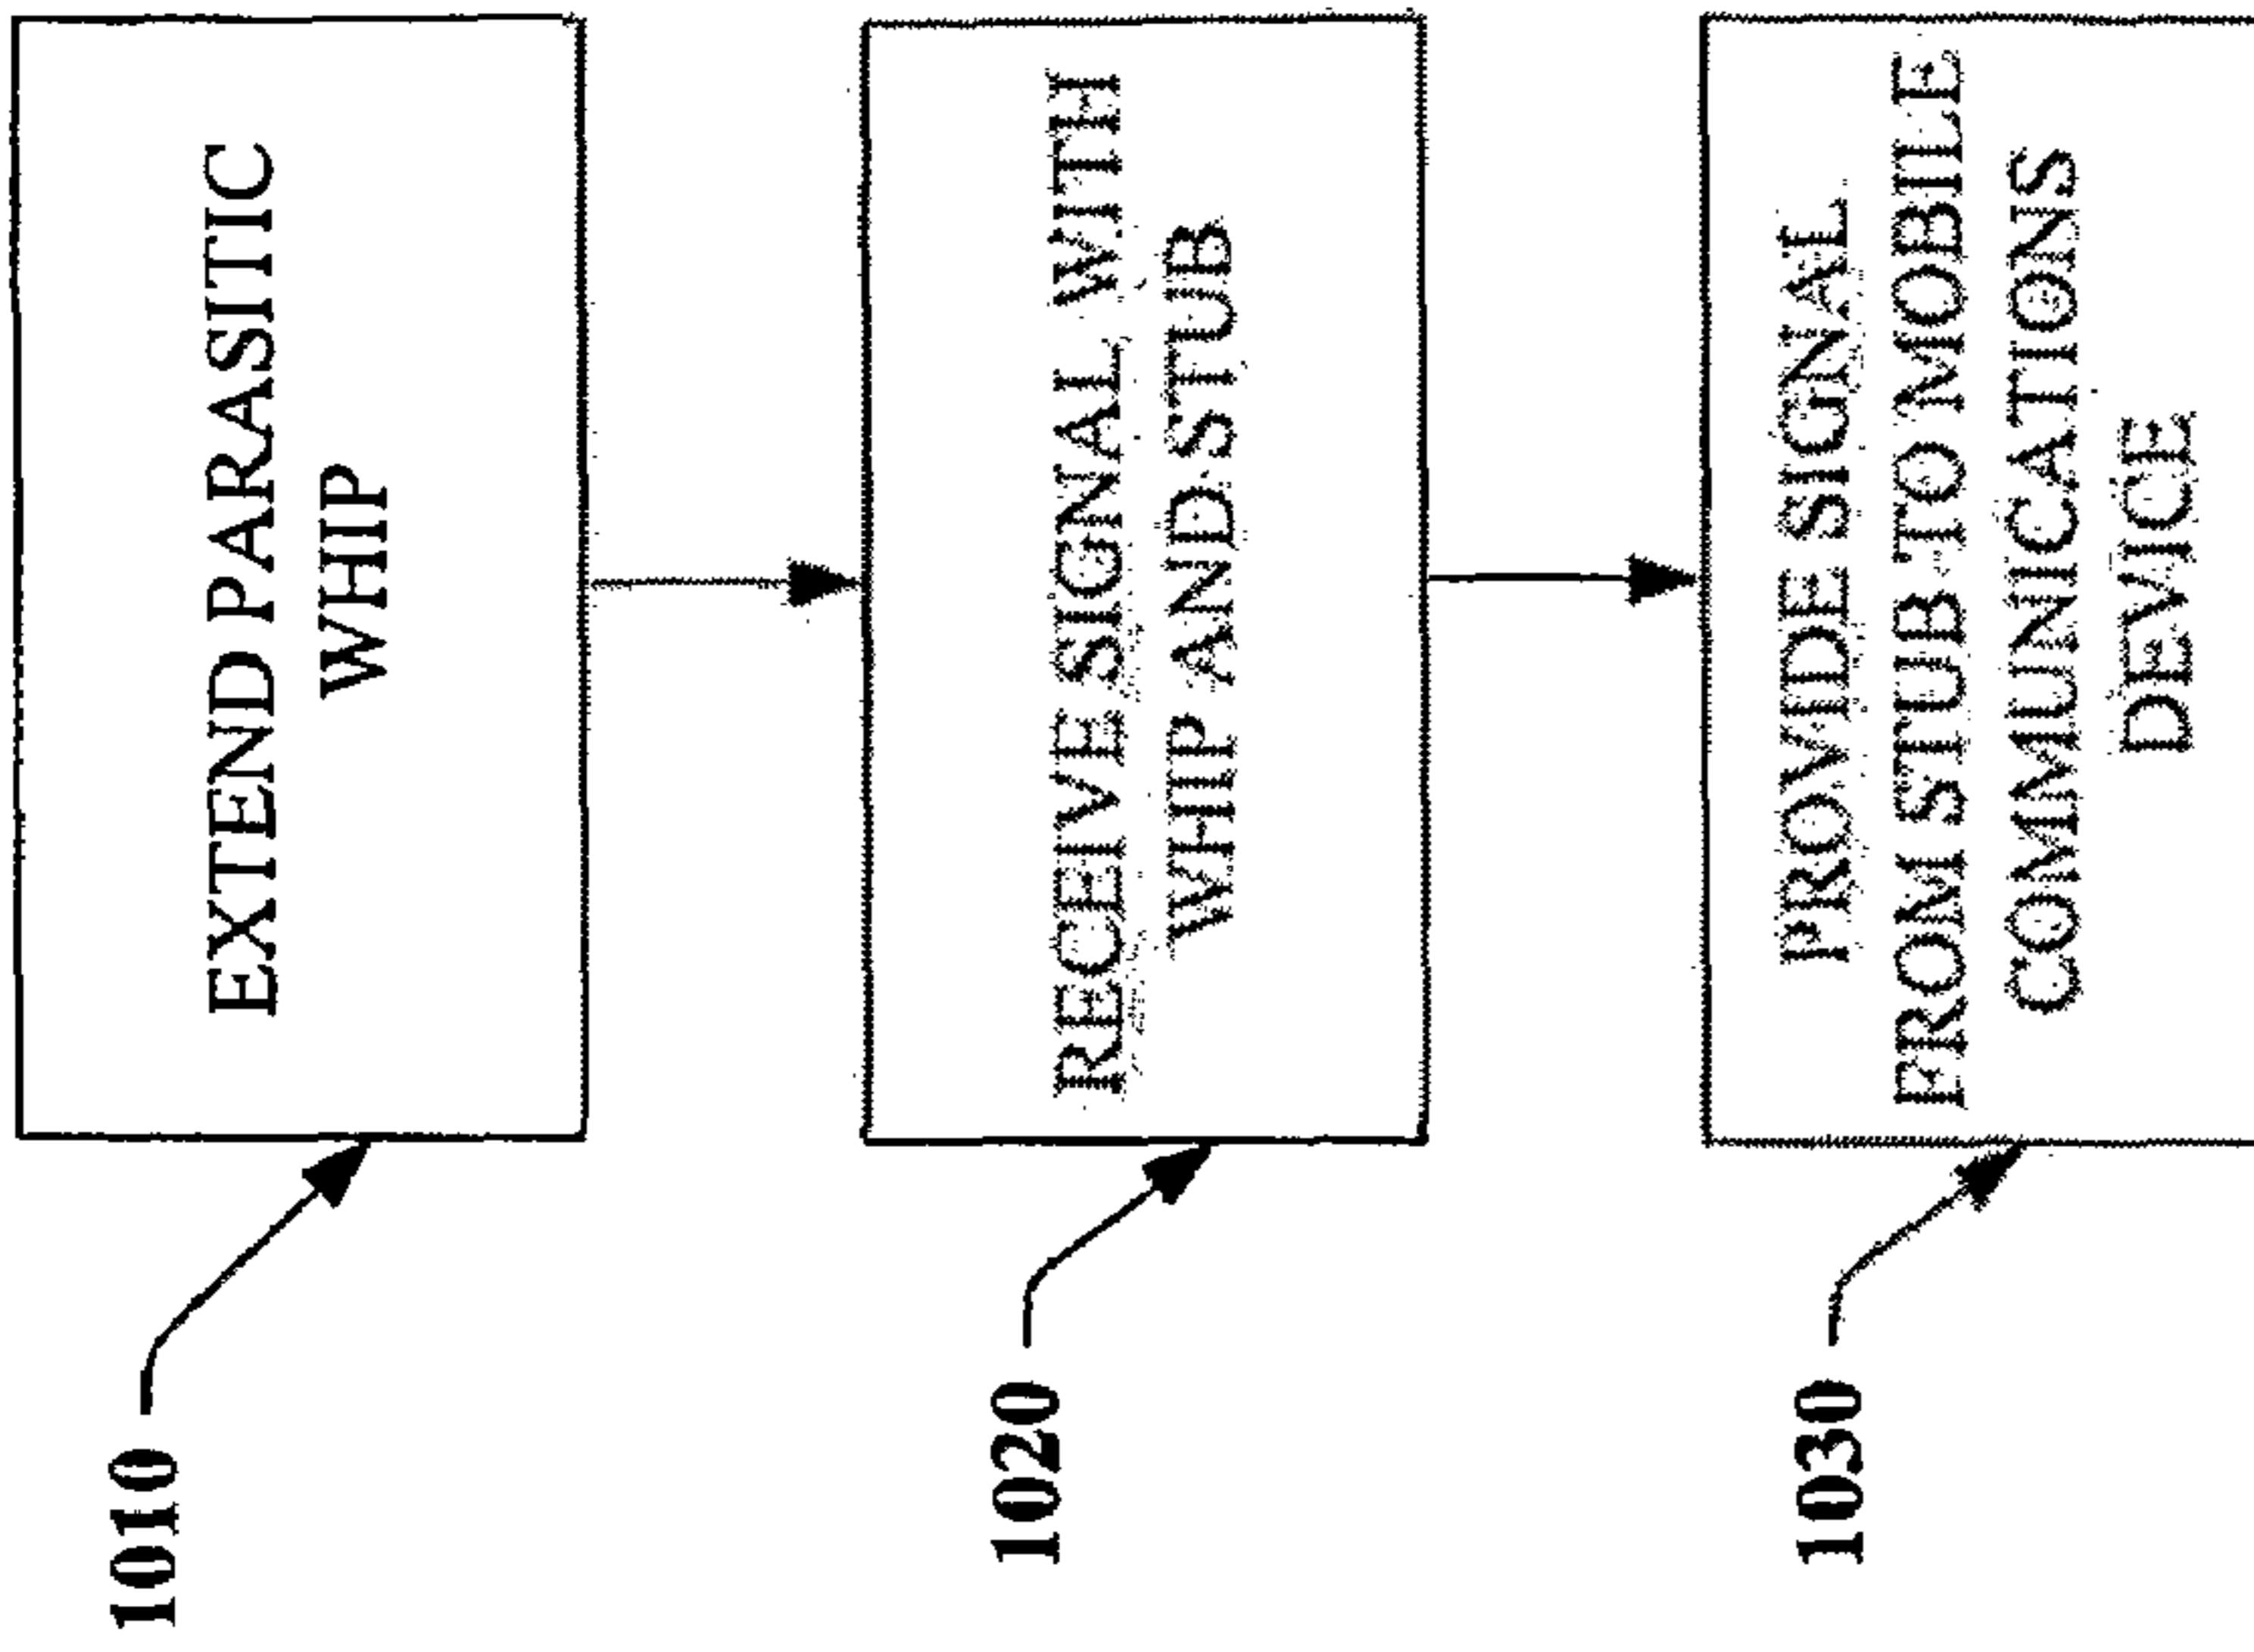 1010
EXTEND PARASITIC
WHIP
1020
RECEIVE SIGNAL WITH
WHIP AND STUB
1030
PROVIDE SIGNAL
FROM STUB TO MOBILE
COMMUNICATIONS
DEVICE